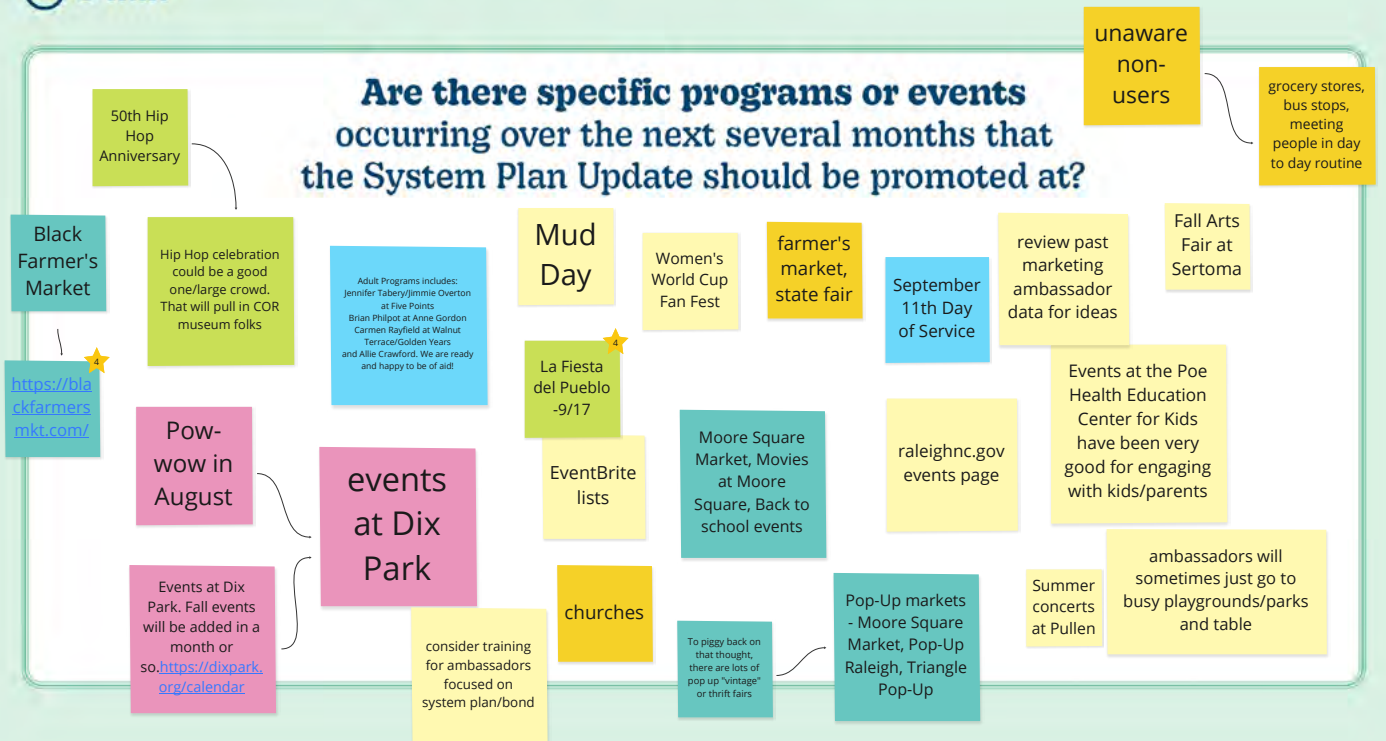 Are there specific programs or events
occurring over the next several months that
the System Plan Update should be promoted at?
unaware
non-
users
grocery stores,
bus stops,
meeting
people in day
to day routine
50th Hip
Hop
Anniversary
Hip Hop celebration
could be a good
one/large crowd.
That will pull in COR
museum folks
Black
Farmer's
Market
4
https://bla
ckfarmers
mkt.com/
Adult Programs includes:
Jennifer Tabery/Jimmie Overton
at Five Points
Brian Philpot at Anne Gordon
Carmen Rayfield at Walnut
Terrace/Golden Years
and Allie Crawford. We are ready
and happy to be of aid!
Mud
Day
Women's
World Cup
Fan Fest
farmer's
market,
state fair
September
11th Day
of Service
review past
marketing
ambassador
data for ideas
Fall Arts
Fair at
Sertoma
4
La Fiesta
del Pueblo
-9/17
EventBrite
lists
Pow-
wow in
August
events
at Dix
Park
Events at Dix
Park. Fall events
will be added in a
month or
so.https://dixpark.
org/calendar
Moore Square
Market, Movies
at Moore
Square, Back to
school events
raleighnc.gov
events page
Events at the Poe
Health Education
Center for Kids
have been very
good for engaging
with kids/parents
churches
consider training
for ambassadors
focused on
system plan/bond
To piggy back on
that thought,
there are lots of
pop up "vintage"
or thrift fairs
Pop-Up markets
- Moore Square
Market, Pop-Up
Raleigh, Triangle
Pop-Up
Summer
concerts
at Pullen
ambassadors will
sometimes just go to
busy playgrounds/parks
and table